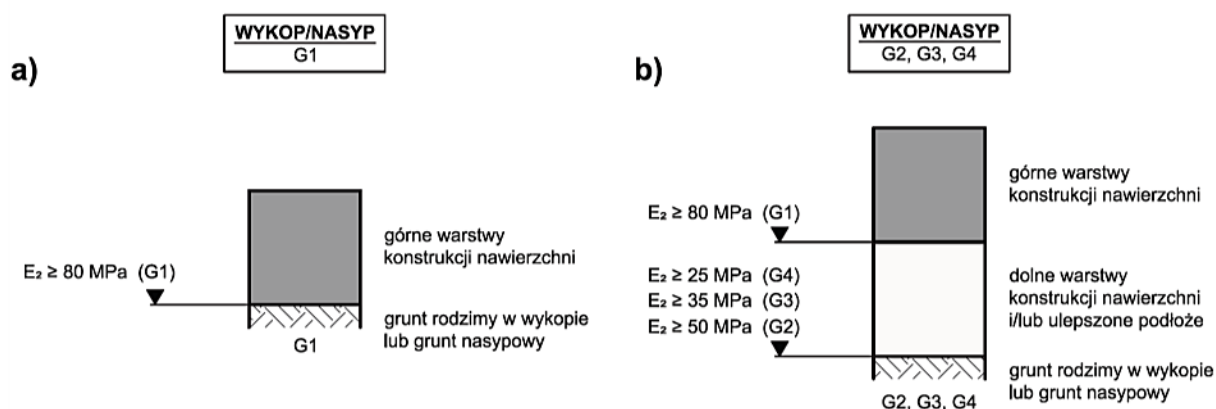 a)
WYKOP/NASYP
G1
E₂ ≥ 80 MPa (G1)
górne warstwy
konstrukcji nawierzchni
grunt rodzimy w wykopie
lub grunt nasypowy
G1
b)
WYKOP/NASYP
G2, G3, G4
E₂ ≥ 80 MPa (G1)
górne warstwy
konstrukcji nawierzchni
E₂ ≥ 25 MPa (G4)
E₂ ≥ 35 MPa (G3)
E₂ ≥ 50 MPa (G2)
dolne warstwy
konstrukcji nawierzchni
i/lub ulepszone podłoże
grunt rodzimy w wykopie
lub grunt nasypowy
G2, G3, G4